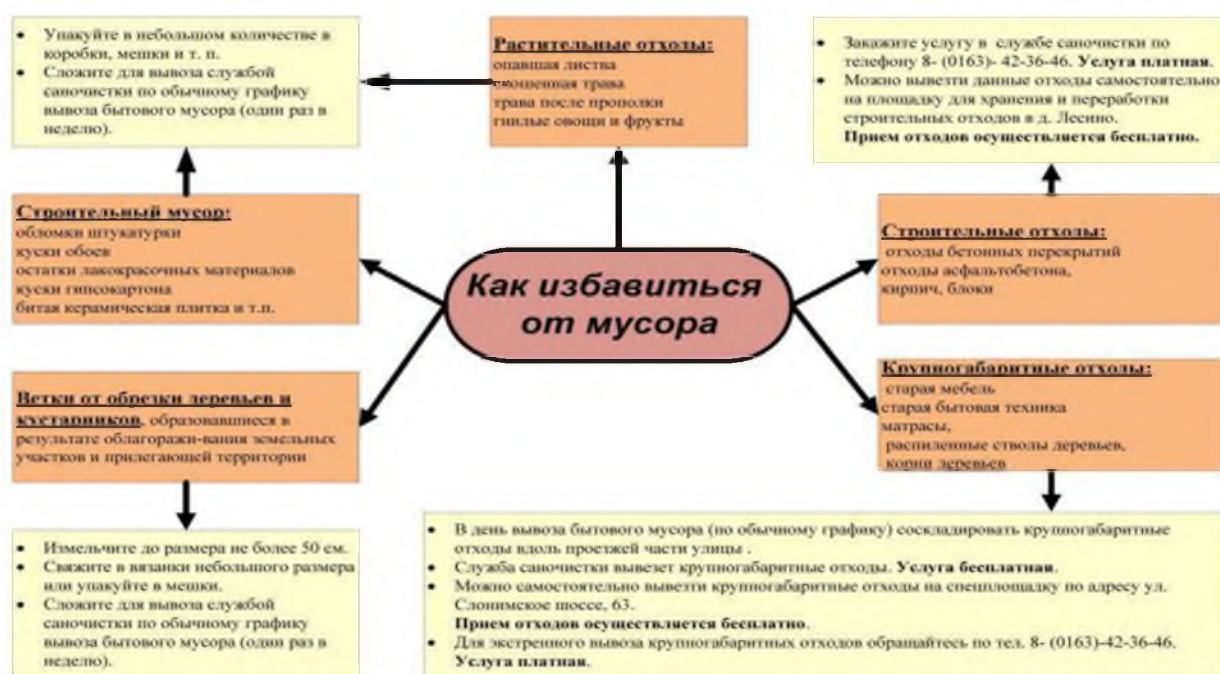 • Упакуйте в небольшом количестве в
коробки, мешки и т. п.
• Сложите для вывоза службой
саночистки по обычному графику
вывоза бытового мусора (один раз в
неделю).
Растительные отходы:
опавшая листва
скошенная трава
трава после прополки
гнилые овощи и фрукты
• Закажите услугу в службе саночистки по
телефону 8- (0163)- 42-36-46. Услуга платная.
• Можно вывезти данные отходы самостоятельно
на площадку для хранения и переработки
строительных отходов в д. Лесино.
Прием отходов осуществляется бесплатно.
Строительный мусор:
обломки штукатурки
куски обоев
остатки лакокрасочных материалов
куски гипсокартона
битая керамическая плитка и т.п.
Как избавиться
от мусора
Строительные отходы:
отходы бетонных перекрытий
отходы асфальтобетона,
кирпич, блоки
Ветки от обрезки деревьев и
кустарников, образовавшиеся в
результате облагоражи-вания земельных
участков и прилегающей территории
Крупногабаритные отходы:
старая мебель
старая бытовая техника
матрасы,
распиленные стволы деревьев,
корни деревьев
• Измельчите до размера не более 50 см.
• Свяжите в вязанки небольшого размера
или упакуйте в мешки.
• Сложите для вывоза службой
саночистки по обычному графику
вывоза бытового мусора (один раз в
неделю).
• В день вывоза бытового мусора (по обычному графику) соскладировать крупногабаритные
отходы вдоль проезжей части улицы .
• Служба саночистки вывезет крупногабаритные отходы. Услуга бесплатная.
• Можно самостоятельно вывезти крупногабаритные отходы на спецплощадку по адресу ул.
Слонимское шоссе, 63.
Прием отходов осуществляется бесплатно.
• Для экстренного вывоза крупногабаритных отходов обращайтесь по тел. 8- (0163)-42-36-46.
Услуга платная.